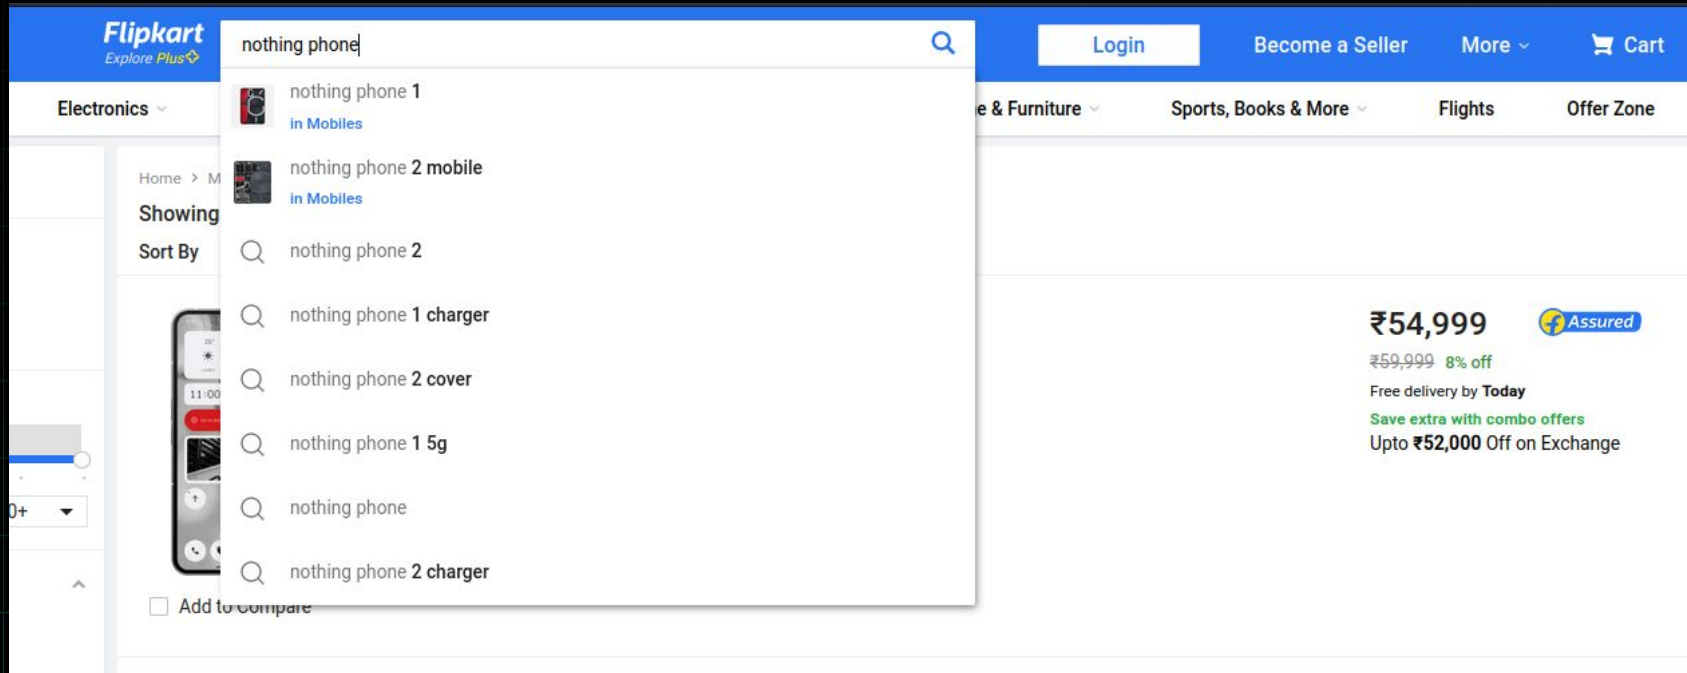 Flipkart
Explore Plus
nothing phone
Login
Become a Seller
More
Cart
Electronics
e & Furniture
Sports, Books & More
Flights
Offer Zone
nothing phone 1
in Mobiles
nothing phone 2 mobile
in Mobiles
nothing phone 2
nothing phone 1 charger
nothing phone 2 cover
nothing phone 1 5g
nothing phone
nothing phone 2 charger
Home > M
Showing
Sort By
11:00
0+
Add to Compare
₹54,999
f Assured
₹59,999 8% off
Free delivery by Today
Save extra with combo offers
Upto ₹52,000 Off on Exchange